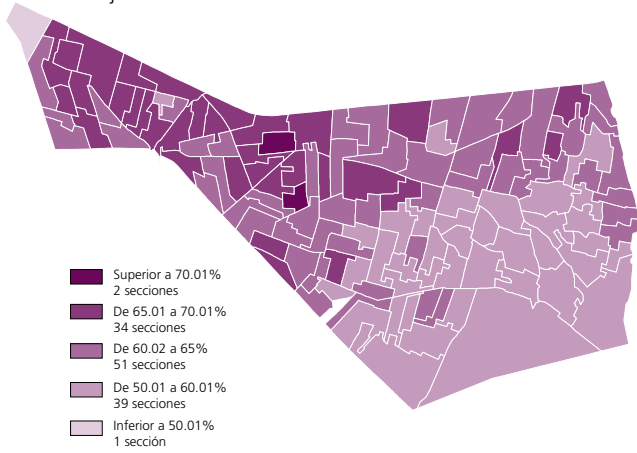 Superior a 70.01%
2 secciones
De 65.01 a 70.01%
34 secciones
De 60.02 a 65%
51 secciones
De 50.01 a 60.01%
39 secciones
Inferior a 50.01%
1 sección